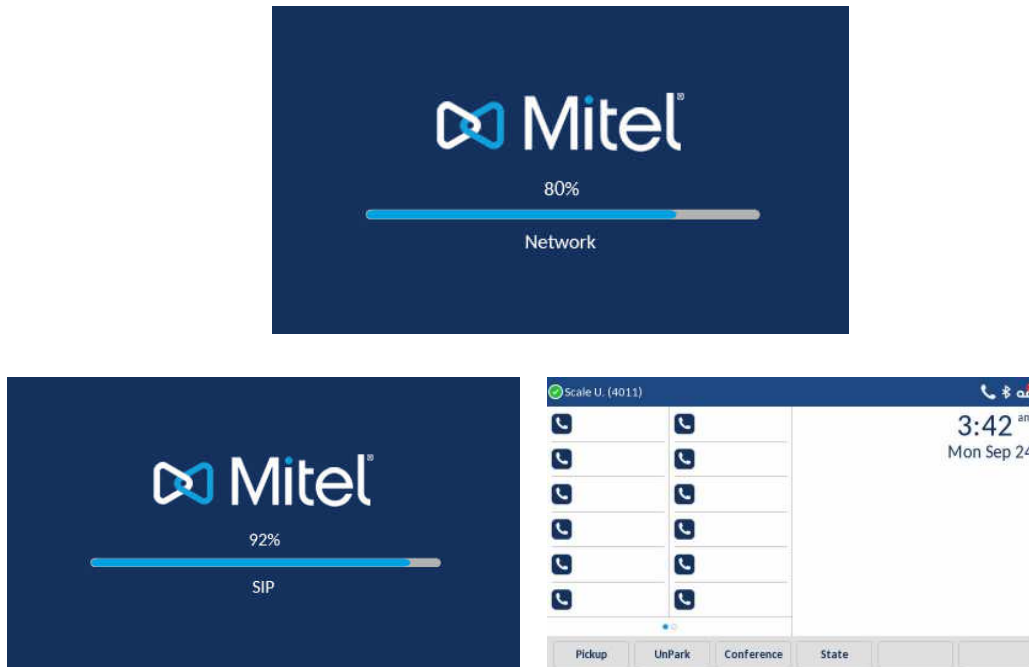 Mitel®
80%
Network
Mitel®
92%
SIP
Scale U. (4011)
3:42
Mon Sep 24
Pickup UnPark Conference State